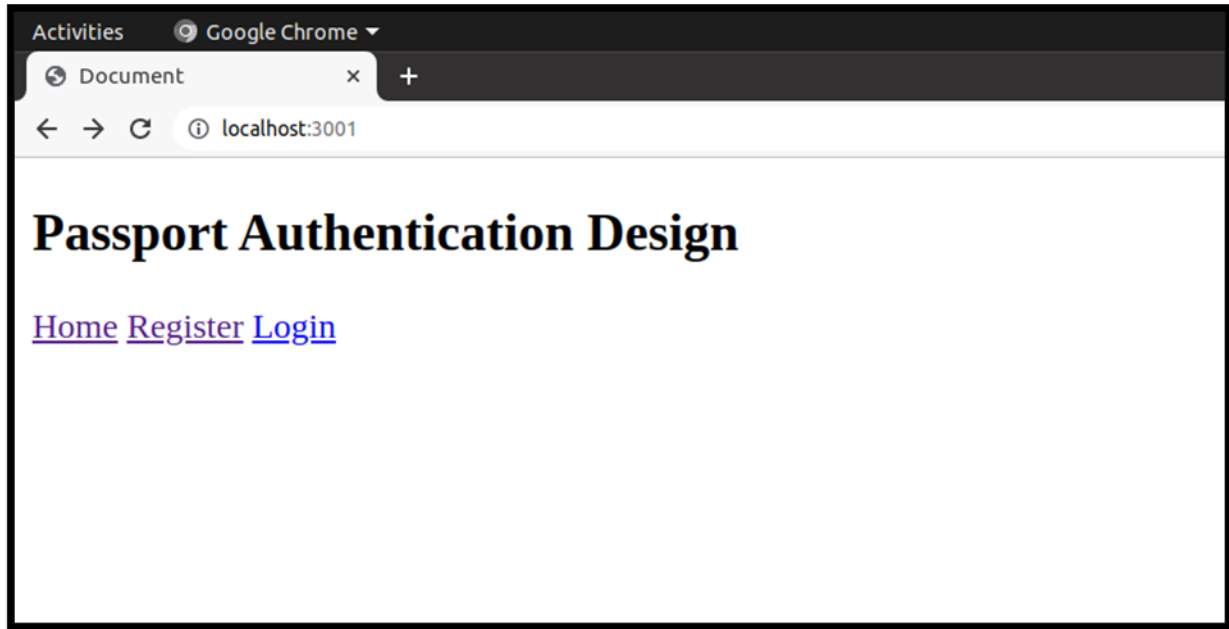 Activities Google Chrome
Document
localhost:3001
Passport Authentication Design
Home Register Login